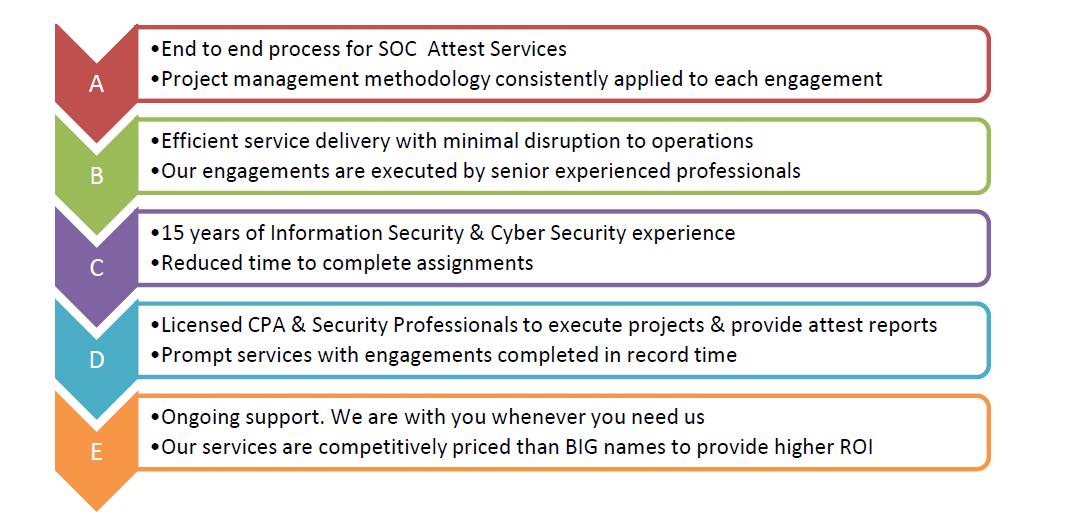 A
•End to end process for SOC  Attest Services
•Project management methodology consistently applied to each engagement
B
•Efficient service delivery with minimal disruption to operations
•Our engagements are executed by senior experienced professionals
C
•15 years of Information Security & Cyber Security experience
•Reduced time to complete assignments
D
•Licensed CPA & Security Professionals to execute projects & provide attest reports
•Prompt services with engagements completed in record time
E
•Ongoing support. We are with you whenever you need us
•Our services are competitively priced than BIG names to provide higher ROI